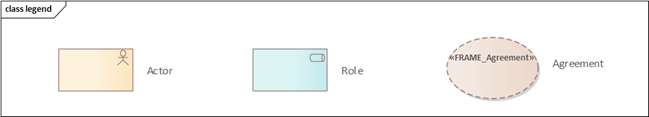 class legend
Actor
Role
«FRAME_Agreement»
Agreement